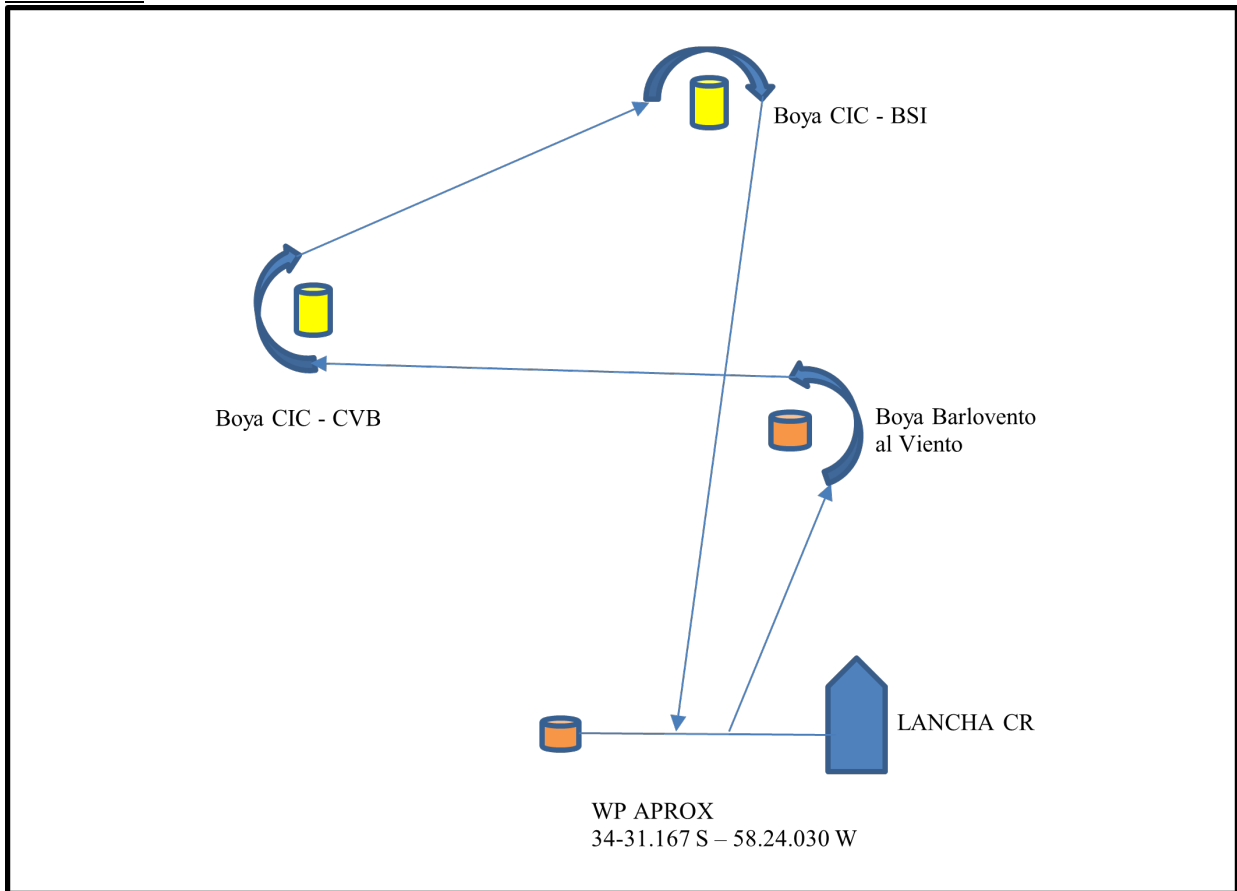 Boya CIC - BSI
Boya CIC - CVB
Boya Barlovento
al Viento
LANCHA CR
WP APROX
34-31.167 S – 58.24.030 W